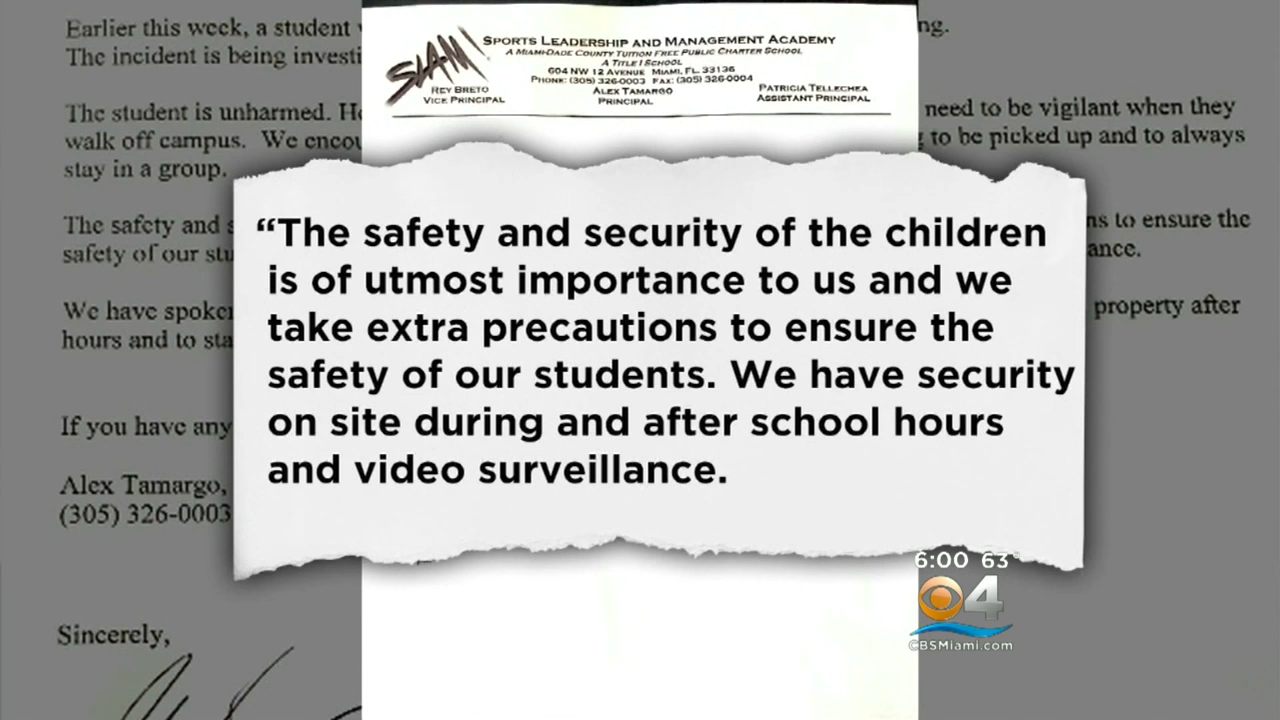 Earlier this week, a student
ng.
The incident is being investi
SLAM!
SPORTS LEADERSHIP AND MANAGEMENT ACADEMY
A MIAMI-DADE COUNTY TUITION FREE PUBLIC CHARTER SCHOOL
A TITLE I SCHOOL
604 NW 12 AVENUE MIAMI, FL. 33136
PHONE: (305) 326-0003 FAX: (305) 326-0004
REY BRETO
VICE PRINCIPAL
ALEX TAMARGO
PRINCIPAL
PATRICIA TELLECHEA
ASSISTANT PRINCIPAL
The student is unharmed. He need to be vigilant when they
walk off campus. We encou g to be picked up and to always
stay in a group.
The safety and s ns to ensure the
safety of our stu ance.
We have spoken property after
hours and to sta
If you have any
Alex Tamargo,
(305) 326-0003
Sincerely,
“The safety and security of the children
is of utmost importance to us and we
take extra precautions to ensure the
safety of our students. We have security
on site during and after school hours
and video surveillance.
6:00 63°
4
CBSMiami.com